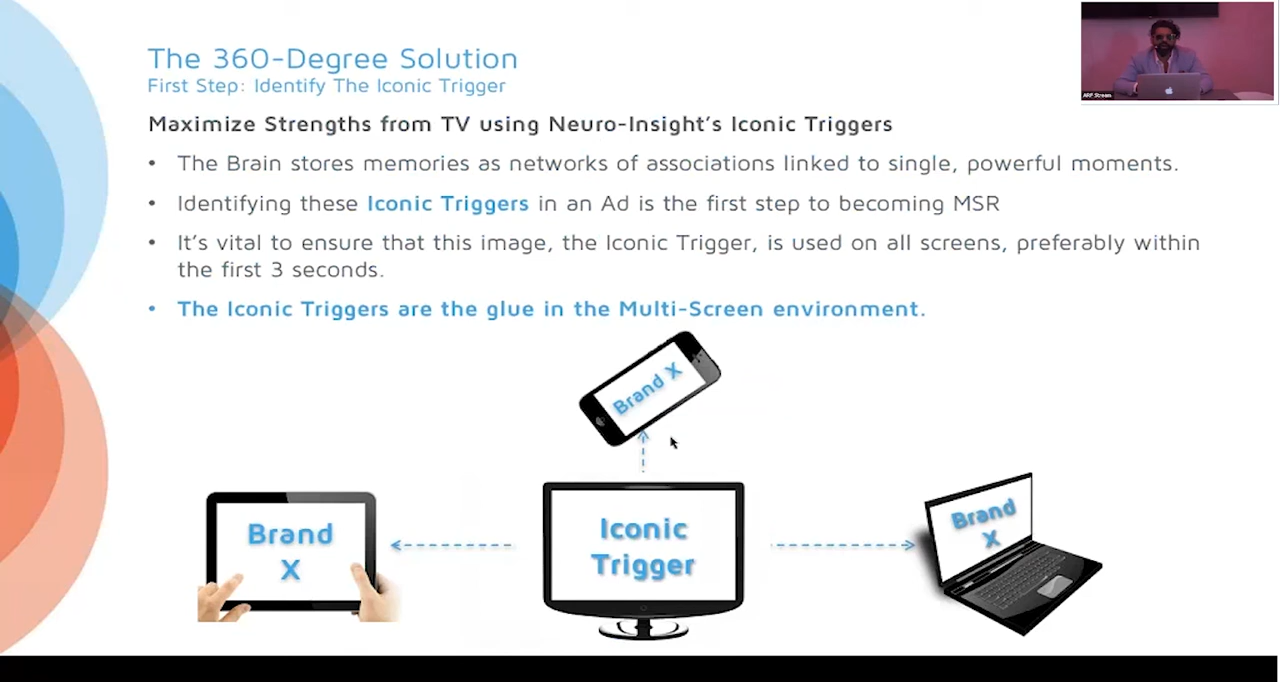 The 360-Degree Solution
First Step: Identify The Iconic Trigger
Maximize Strengths from TV using Neuro-Insight's Iconic Triggers
• The Brain stores memories as networks of associations linked to single, powerful moments.
• Identifying these Iconic Triggers in an Ad is the first step to becoming MSR
• It's vital to ensure that this image, the Iconic Trigger, is used on all screens, preferably within
the first 3 seconds.
• The Iconic Triggers are the glue in the Multi-Screen environment.
Brand X
Brand
X
Iconic
Trigger
Brand
X
ARF Stream